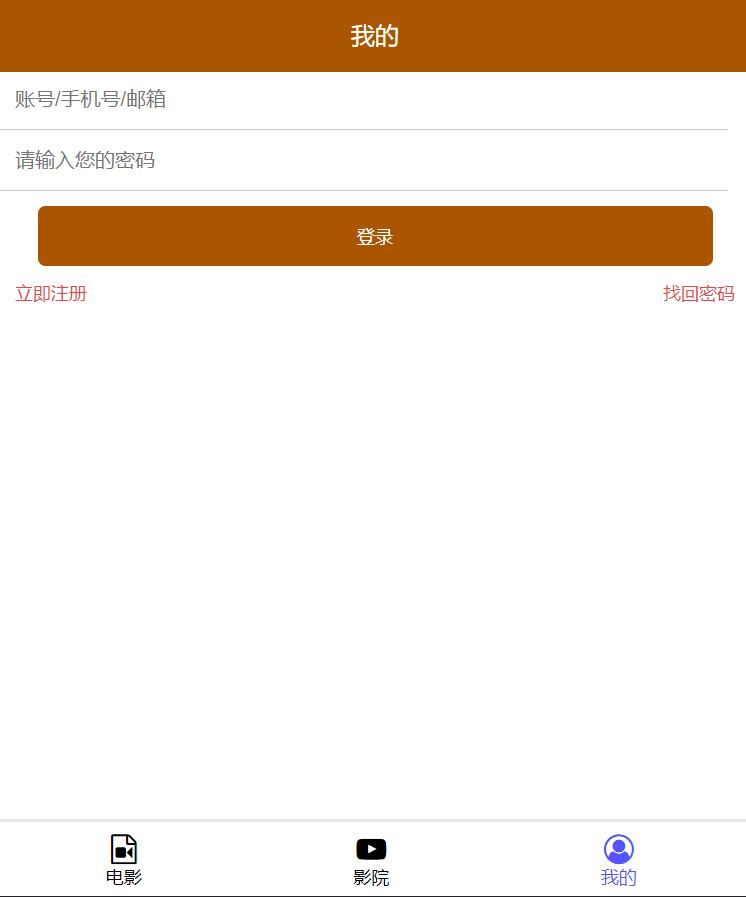 我的
账号/手机号/邮箱
请输入您的密码
登录
立即注册 找回密码
电影 影院 我的